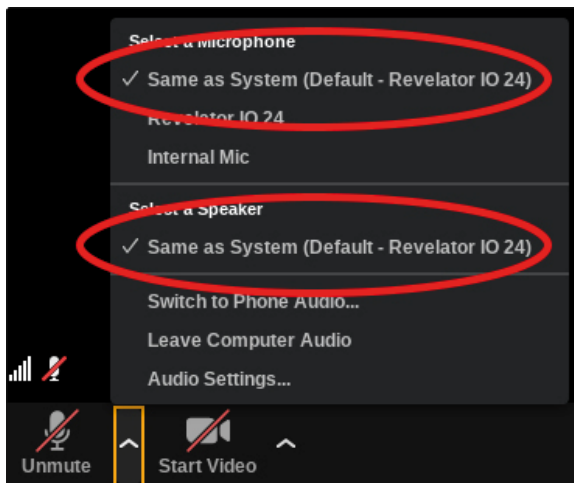 Select a Microphone
✓ Same as System (Default - Revelator IO 24)
Revelator IO 24
Internal Mic
Select a Speaker
✓ Same as System (Default - Revelator IO 24)
Switch to Phone Audio...
Leave Computer Audio
Audio Settings...
Unmute
Start Video